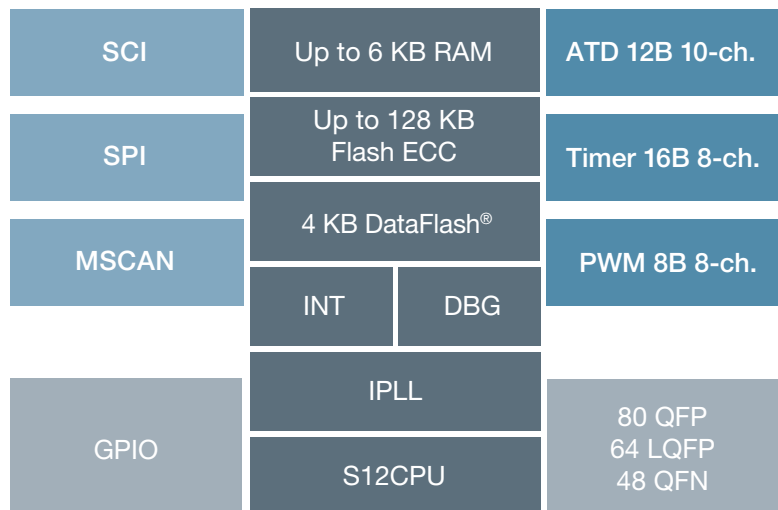 SCI
SPI
MSCAN
GPIO
Up to 6 KB RAM
Up to 128 KB
Flash ECC
4 KB DataFlash®
INT
DBG
IPLL
S12CPU
ATD 12B 10-ch.
Timer 16B 8-ch.
PWM 8B 8-ch.
80 QFP
64 LQFP
48 QFN